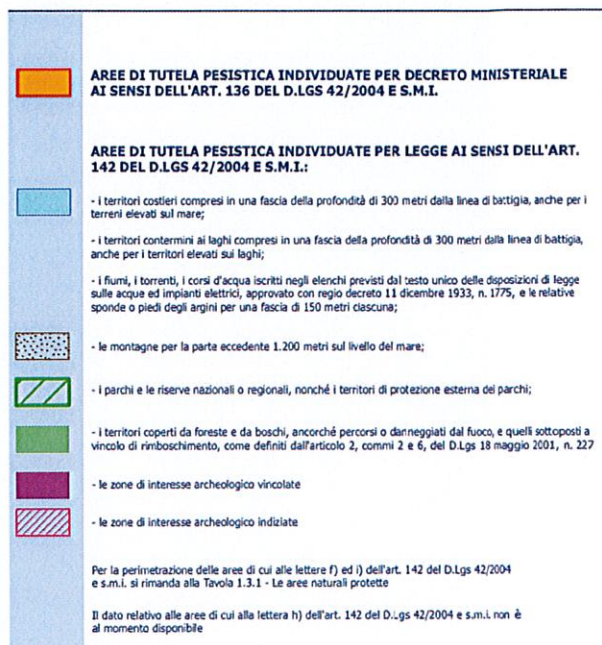 AREE DI TUTELA PESISTICA INDIVIDUATE PER DECRETO MINISTERIALE
AI SENSI DELL'ART. 136 DEL D.LGS 42/2004 E S.M.I.
AREE DI TUTELA PESISTICA INDIVIDUATE PER LEGGE AI SENSI DELL'ART.
142 DEL D.LGS 42/2004 E S.M.I.:
- i territori costieri compresi in una fascia della profondità di 300 metri dalla linea di battigia, anche per i
terreni elevati sul mare;
- i territori contermini ai laghi compresi in una fascia della profondità di 300 metri dalla linea di battigia,
anche per i territori elevati sui laghi;
- i fiumi, i torrenti, i corsi d'acqua iscritti negli elenchi previsti dal testo unico delle disposizioni di legge
sulle acque ed impianti elettrici, approvato con regio decreto 11 dicembre 1933, n. 1775, e le relative
sponde o piedi degli argini per una fascia di 150 metri ciascuna;
- le montagne per la parte eccedente 1.200 metri sul livello del mare;
- i parchi e le riserve nazionali o regionali, nonché i territori di protezione esterna dei parchi;
- i territori coperti da foreste e da boschi, ancorché percorsi o danneggiati dal fuoco, e quelli sottoposti a
vincolo di rimboschimento, come definiti dall'articolo 2, commi 2 e 6, del D.Lgs 18 maggio 2001, n. 227
- le zone di interesse archeologico vincolate
- le zone di interesse archeologico indiziate
Per la perimetrazione delle aree di cui alle lettere f) ed i) dell'art. 142 del D.Lgs 42/2004
e s.m.i. si rimanda alla Tavola 1.3.1 - Le aree naturali protette
Il dato relativo alle aree di cui alla lettera h) dell'art. 142 del D.Lgs 42/2004 e s.m.i. non è
al momento disponibile